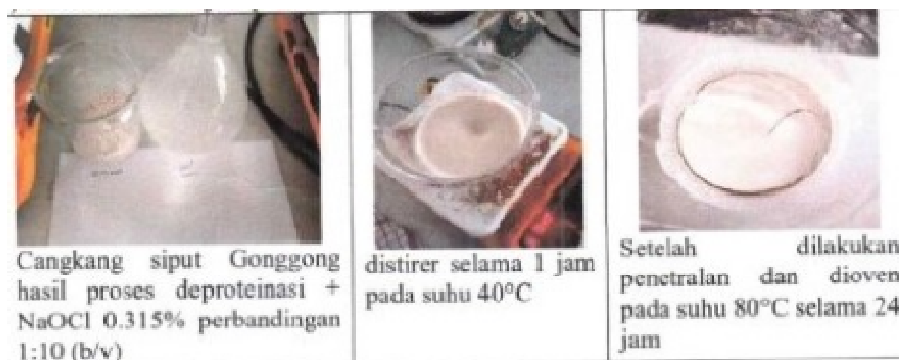 Cangkang siput Gonggong
hasil proses deproteinasi +
NaOCl 0.315% perbandingan
1:10 (b/v)
distirer selama 1 jam
pada suhu 40°C
Setelah dilakukan
penetralan dan dioven
pada suhu 80°C selama 24
jam